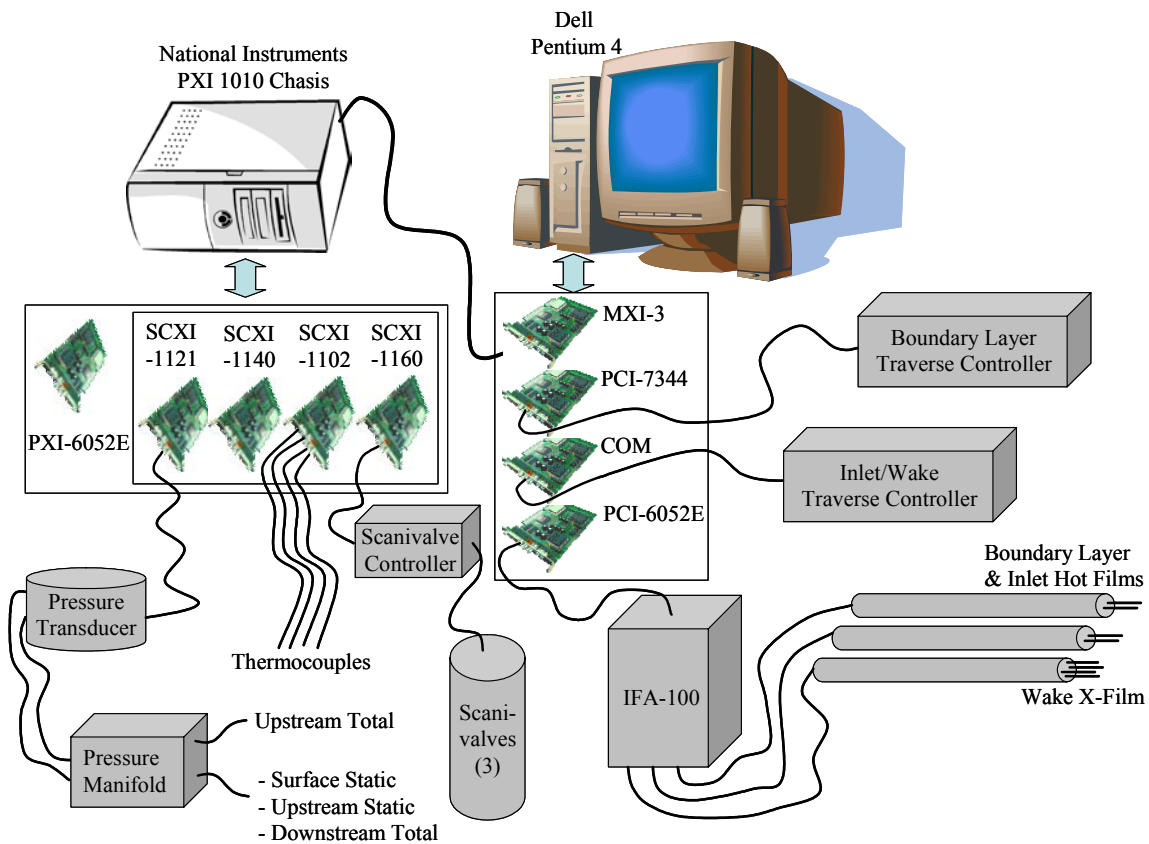 Dell
Pentium 4
National Instruments
PXI 1010 Chasis
MXI-3
SCXI
-1121
SCXI
-1140
SCXI
-1102
SCXI
-1160
PXI-6052E
PCI-7344
COM
PCI-6052E
Boundary Layer
Traverse Controller
Inlet/Wake
Traverse Controller
Scanivalve
Controller
Boundary Layer
& Inlet Hot Films
Pressure
Transducer
Thermocouples
IFA-100
Wake X-Film
Scani-
valves
(3)
Upstream Total
Pressure
Manifold
- Surface Static
- Upstream Static
- Downstream Total